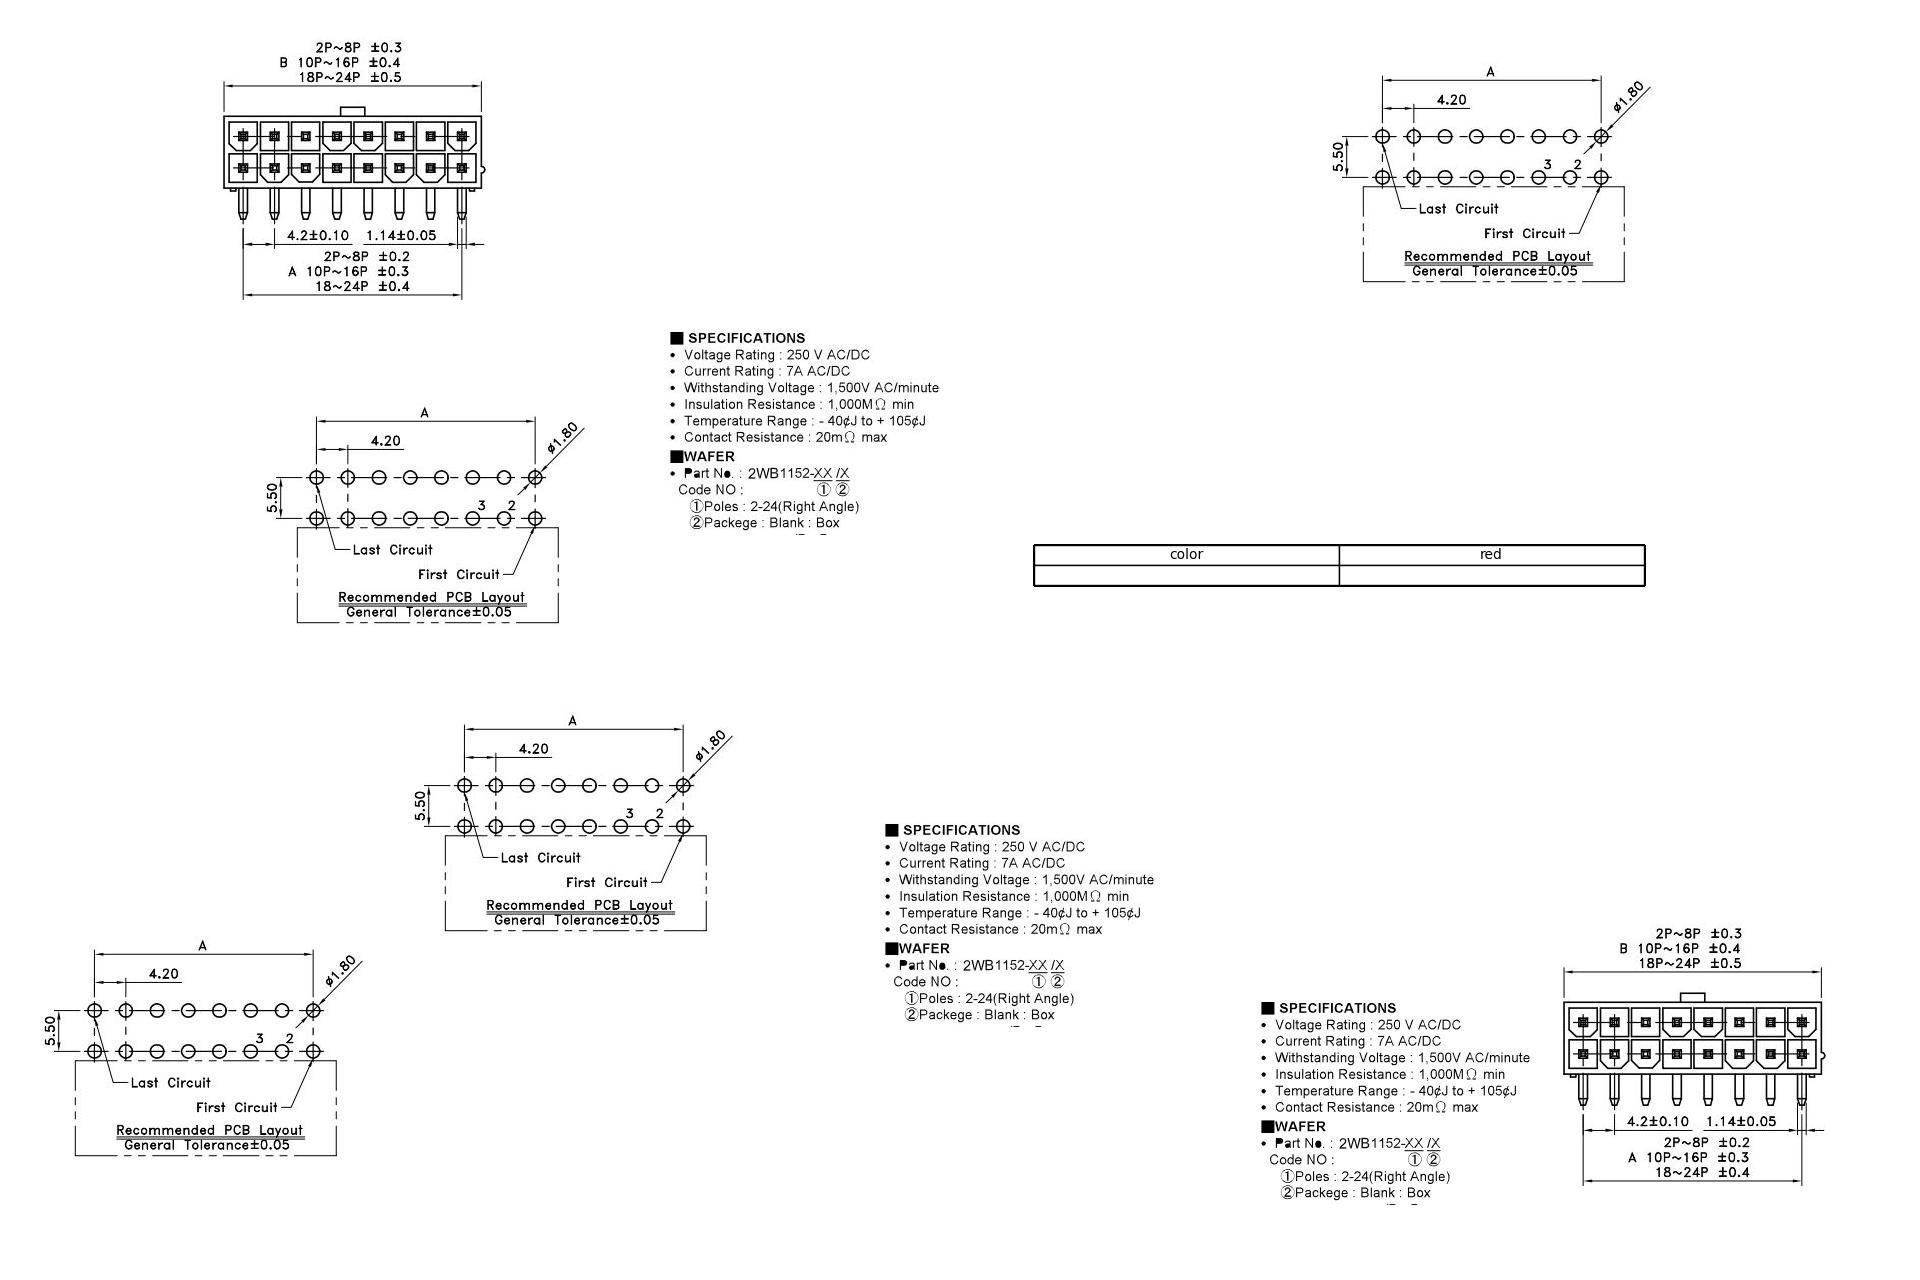 2P~8P ±0.3
B 10P~16P ±0.4
18P~24P ±0.5
4.2±0.10 1.14±0.05
2P~8P ±0.2
A 10P~16P ±0.3
18~24P ±0.4
A
4.20
ø1.80
5.50
3 2
Last Circuit
First Circuit
Recommended PCB Layout
General Tolerance±0.05
■ SPECIFICATIONS
• Voltage Rating : 250 V AC/DC
• Current Rating : 7A AC/DC
• Withstanding Voltage : 1,500V AC/minute
• Insulation Resistance : 1,000MΩ min
• Temperature Range : - 40¢J to + 105¢J
• Contact Resistance : 20mΩ max
■WAFER
• Part No. : 2WB1152-XX /X
Code NO : ① ②
①Poles : 2-24(Right Angle)
②Packege : Blank : Box
A
4.20
ø1.80
5.50
3 2
Last Circuit
First Circuit
Recommended PCB Layout
General Tolerance±0.05
color red
A
4.20
ø1.80
5.50
3 2
Last Circuit
First Circuit
Recommended PCB Layout
General Tolerance±0.05
■ SPECIFICATIONS
• Voltage Rating : 250 V AC/DC
• Current Rating : 7A AC/DC
• Withstanding Voltage : 1,500V AC/minute
• Insulation Resistance : 1,000MΩ min
• Temperature Range : - 40¢J to + 105¢J
• Contact Resistance : 20mΩ max
■WAFER
• Part No. : 2WB1152-XX /X
Code NO : ① ②
①Poles : 2-24(Right Angle)
②Packege : Blank : Box
A
4.20
ø1.80
5.50
3 2
Last Circuit
First Circuit
Recommended PCB Layout
General Tolerance±0.05
■ SPECIFICATIONS
• Voltage Rating : 250 V AC/DC
• Current Rating : 7A AC/DC
• Withstanding Voltage : 1,500V AC/minute
• Insulation Resistance : 1,000MΩ min
• Temperature Range : - 40¢J to + 105¢J
• Contact Resistance : 20mΩ max
■WAFER
• Part No. : 2WB1152-XX /X
Code NO : ① ②
①Poles : 2-24(Right Angle)
②Packege : Blank : Box
2P~8P ±0.3
B 10P~16P ±0.4
18P~24P ±0.5
4.2±0.10 1.14±0.05
2P~8P ±0.2
A 10P~16P ±0.3
18~24P ±0.4